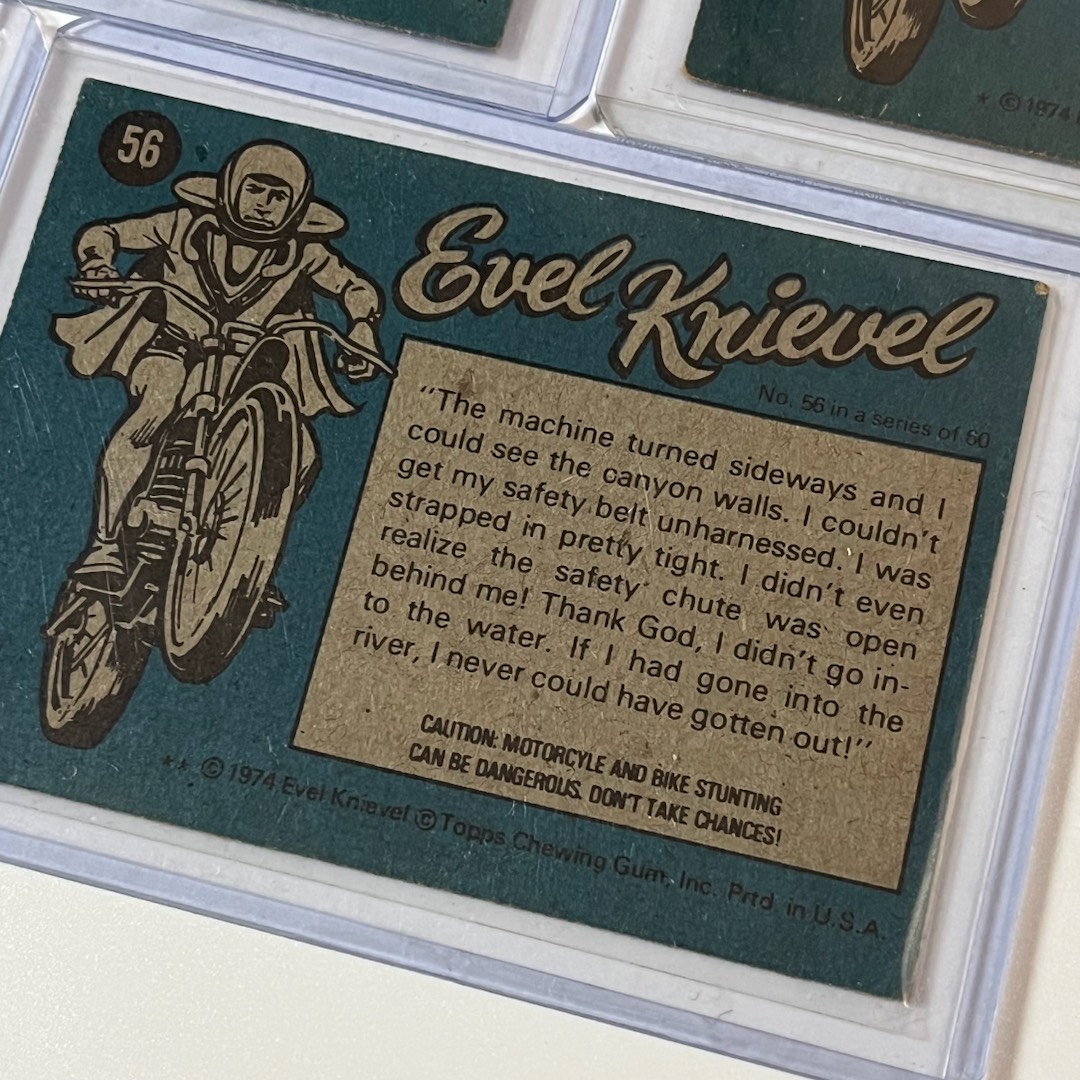 * ©1974
56
Evel Knievel
No. 56 in a series of 60
“The machine turned sideways and I
could see the canyon walls. I couldn't
get my safety belt unharnessed. I was
strapped in pretty tight. I didn't even
realize the safety chute was open
behind me! Thank God, I didn't go in-
to the water. If I had gone into the
river, I never could have gotten out!”
CAUTION: MOTORCYLE AND BIKE STUNTING
CAN BE DANGEROUS. DON'T TAKE CHANCES!
** © 1974 Evel Knievel © Topps Chewing Gum, Inc. Prtd. in U.S.A.